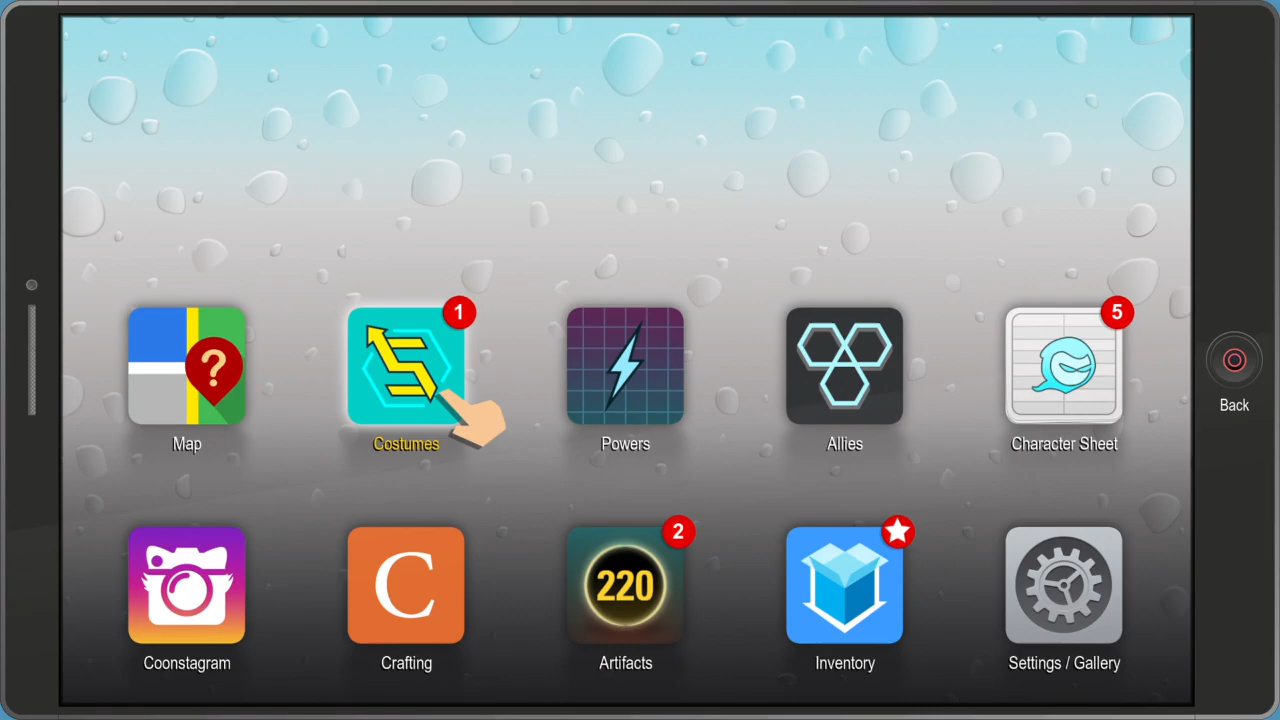 1
5
?
Map
Costumes
Powers
Allies
Character Sheet
Back
2
C
220
Coonstagram
Crafting
Artifacts
Inventory
Settings / Gallery